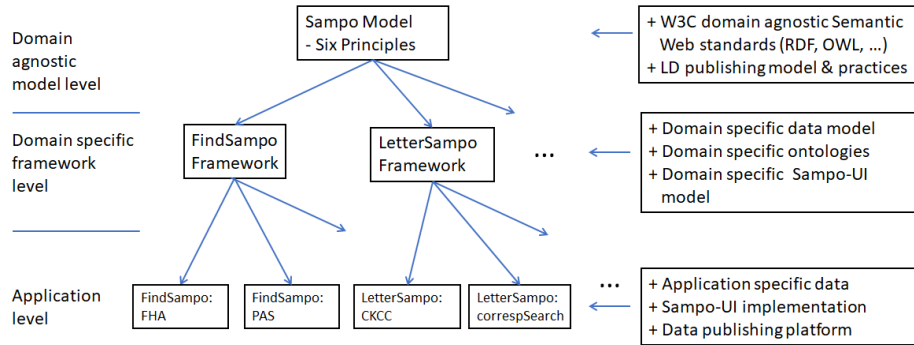 Domain
agnostic
model level
Sampo Model
- Six Principles
+ W3C domain agnostic Semantic
Web standards (RDF, OWL, ...)
+ LD publishing model & practices
Domain specific
framework
level
FindSampo
Framework
LetterSampo
Framework
...
+ Domain specific data model
+ Domain specific ontologies
+ Domain specific Sampo-UI
model
Application
level
FindSampo:
FHA
FindSampo:
PAS
LetterSampo:
CKCC
LetterSampo:
correspSearch
...
+ Application specific data
+ Sampo-UI implementation
+ Data publishing platform